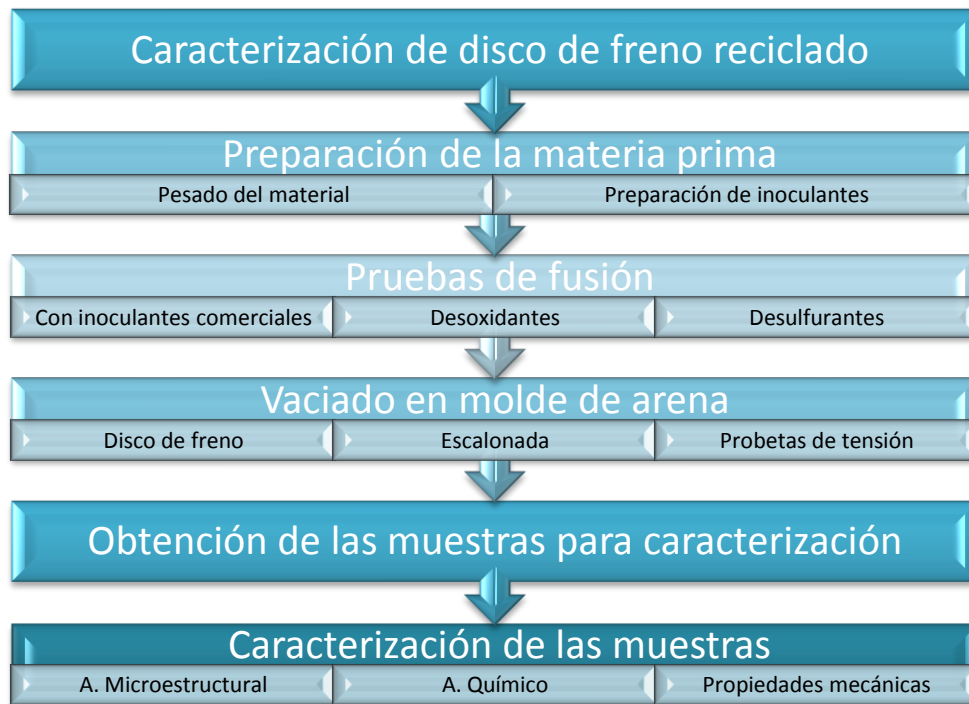 Caracterización de disco de freno reciclado
Preparación de la materia prima
Pesado del material
Preparación de inoculantes
Pruebas de fusión
Con inoculantes comerciales
Desoxidantes
Desulfurantes
Vaciado en molde de arena
Disco de freno
Escalonada
Probetas de tensión
Obtención de las muestras para caracterización
Caracterización de las muestras
A. Microestructural
A. Químico
Propiedades mecánicas